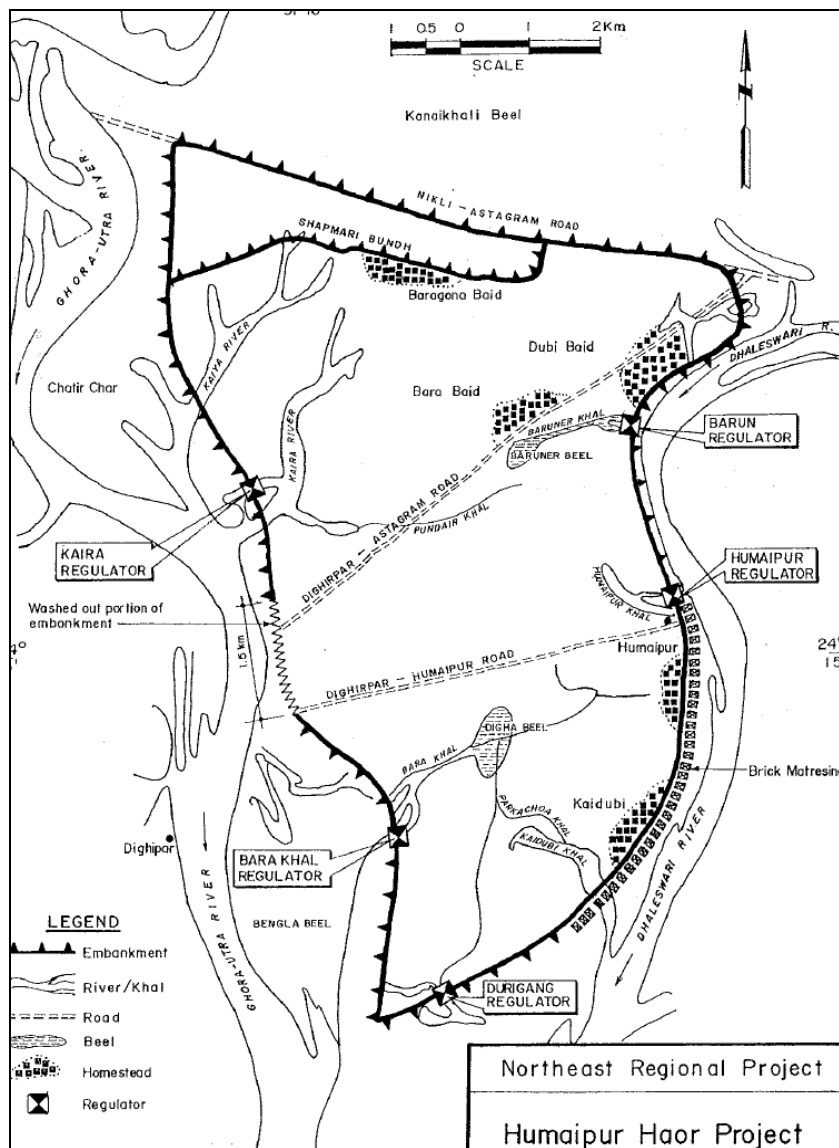 1 0.5 0 1 2Km
SCALE
N
Kanaikhali Beel
GHORA-UTRA RIVER.
NIKLI - ASTAGRAM ROAD
SHAPMARI BUNDH
Baragona Baid
Dubi Baid
DHALESWARI R.
KAIYA RIVER
Chatir Char
Bara Baid
BARUNER KHAL
BARUN
REGULATOR
BARUNER BEEL
KAIRA RIVER
PUNDAIR KHAL
DIGHIRPAR - ASTAGRAM ROAD
KAIRA
REGULATOR
HUMAIPUR
REGULATOR
HUMAIPUR KHAL
Washed out portion of
embankment
1.5 km
Humaipur
24°
15
DIGHIRPAR - HUMAIPUR ROAD
DIGHA BEEL
BARA KHAL
Brick Matresing
Kaidubi
PARKACHOA KHAL
KAIDUBI KHAL
Dighipar
BARA KHAL
REGULATOR
DHALESWARI RIVER
BENGLA BEEL
GHORA-UTRA RIVER
DURIGANG
REGULATOR
LEGEND
Embankment
River/Khal
Road
Beel
Homestead
Regulator
Northeast Regional Project
Humaipur Haor Project